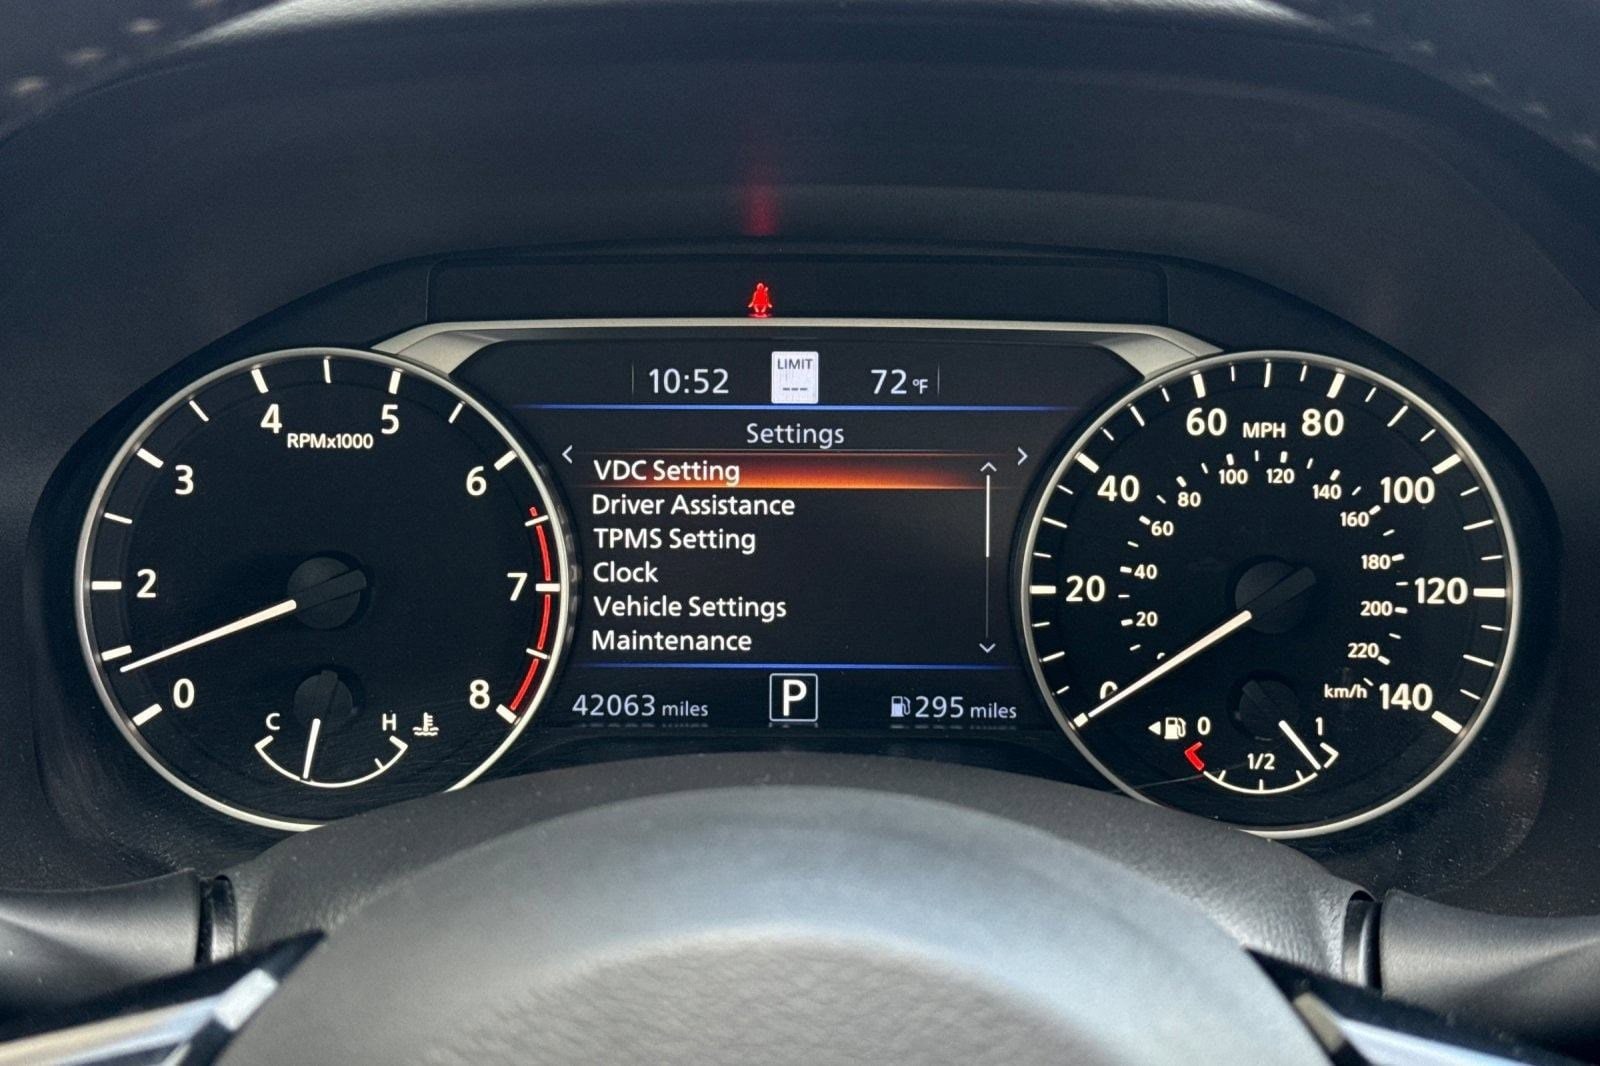 10:52
LIMIT
---
72 °F
Settings
VDC Setting
Driver Assistance
TPMS Setting
Clock
Vehicle Settings
Maintenance
42063 miles
P
295 miles
0
2
3
4
5
6
7
8
RPMx1000
C
H
0
20
40
60
80
100
120
140
MPH
20
40
60
80
100
120
140
160
180
200
220
km/h
0
1/2
1